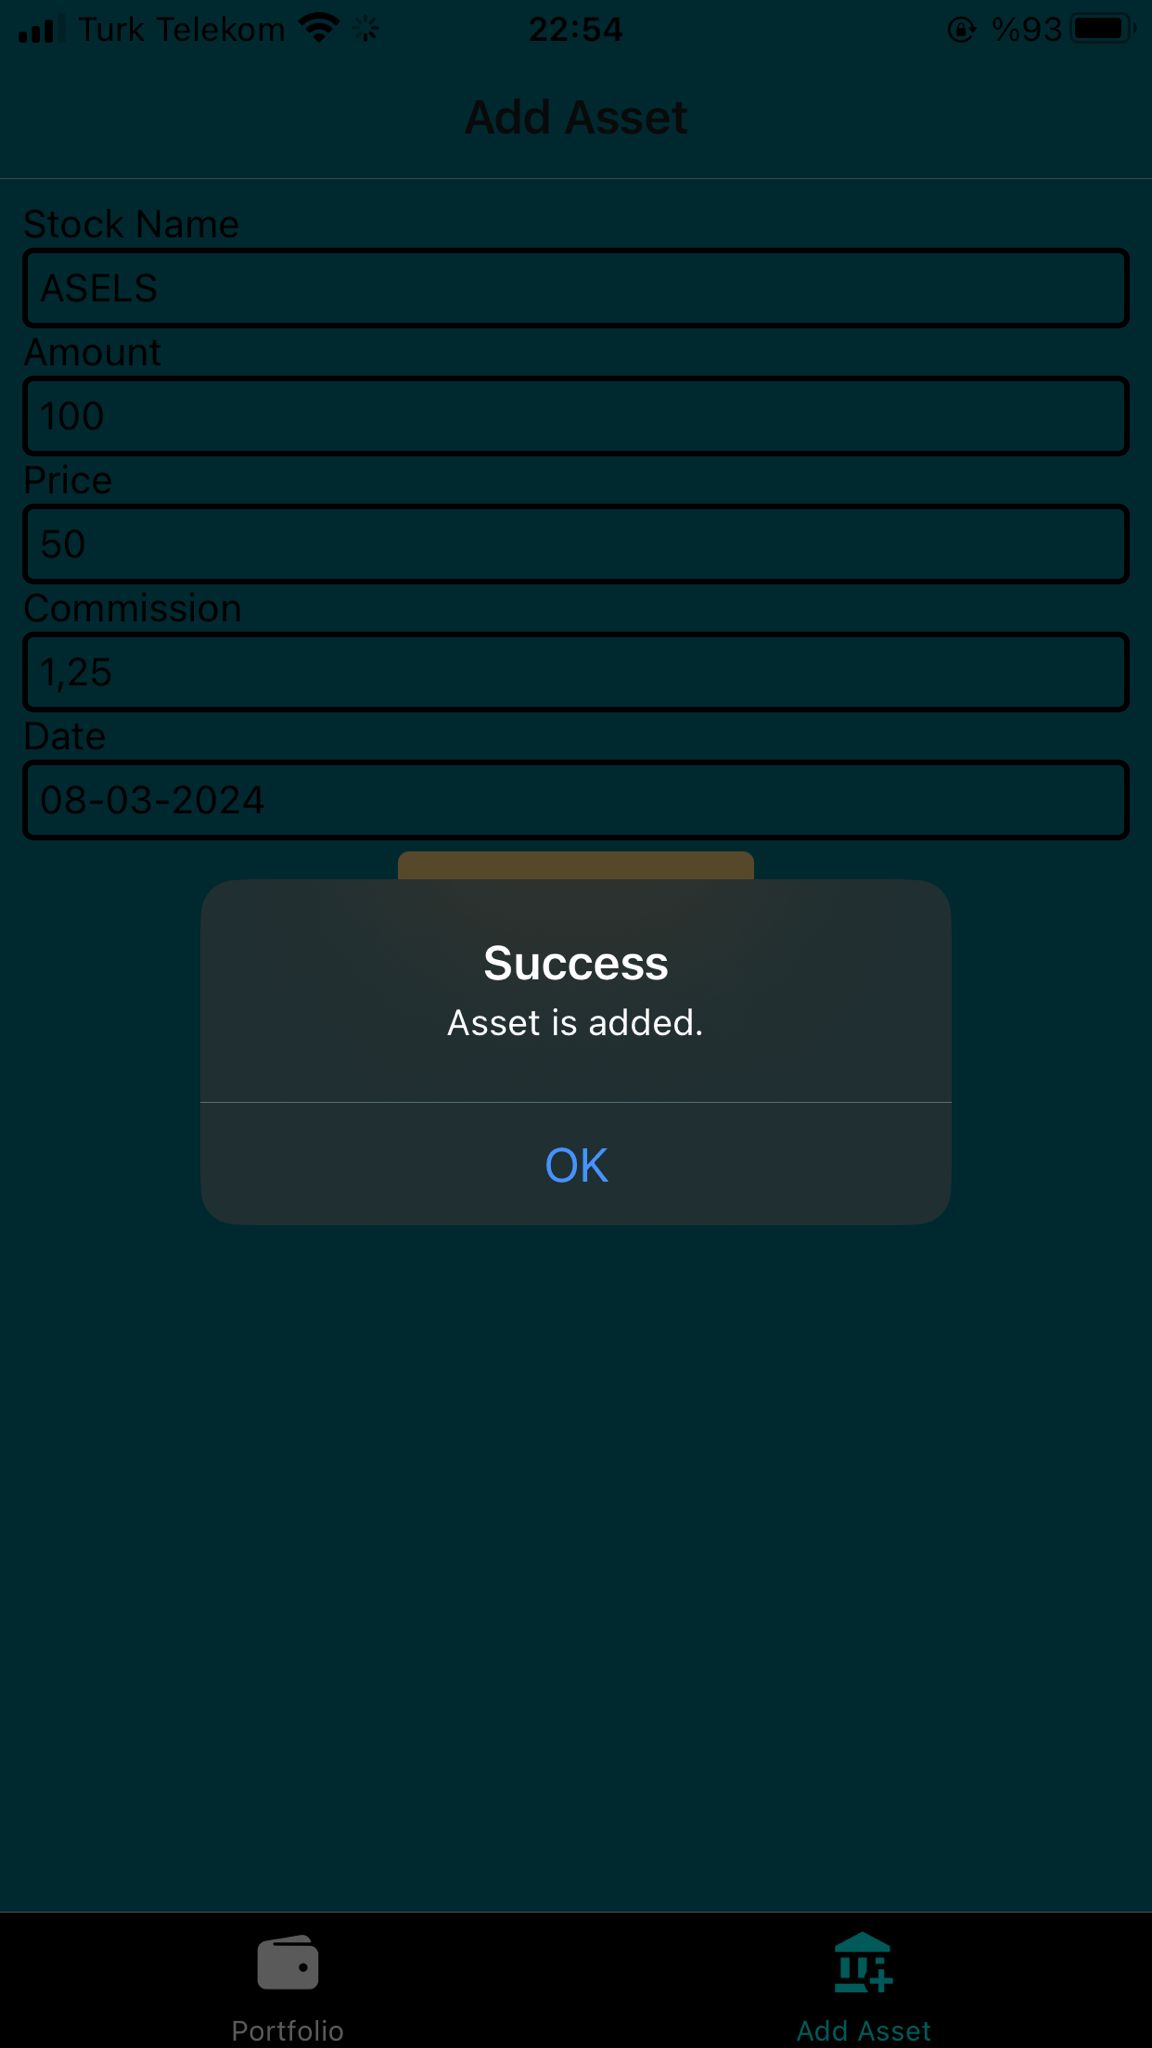 Turk Telekom 22:54 %93
Add Asset
Stock Name
ASELS
Amount
100
Price
50
Commission
1,25
Date
08-03-2024
Success
Asset is added.
OK
Portfolio Add Asset